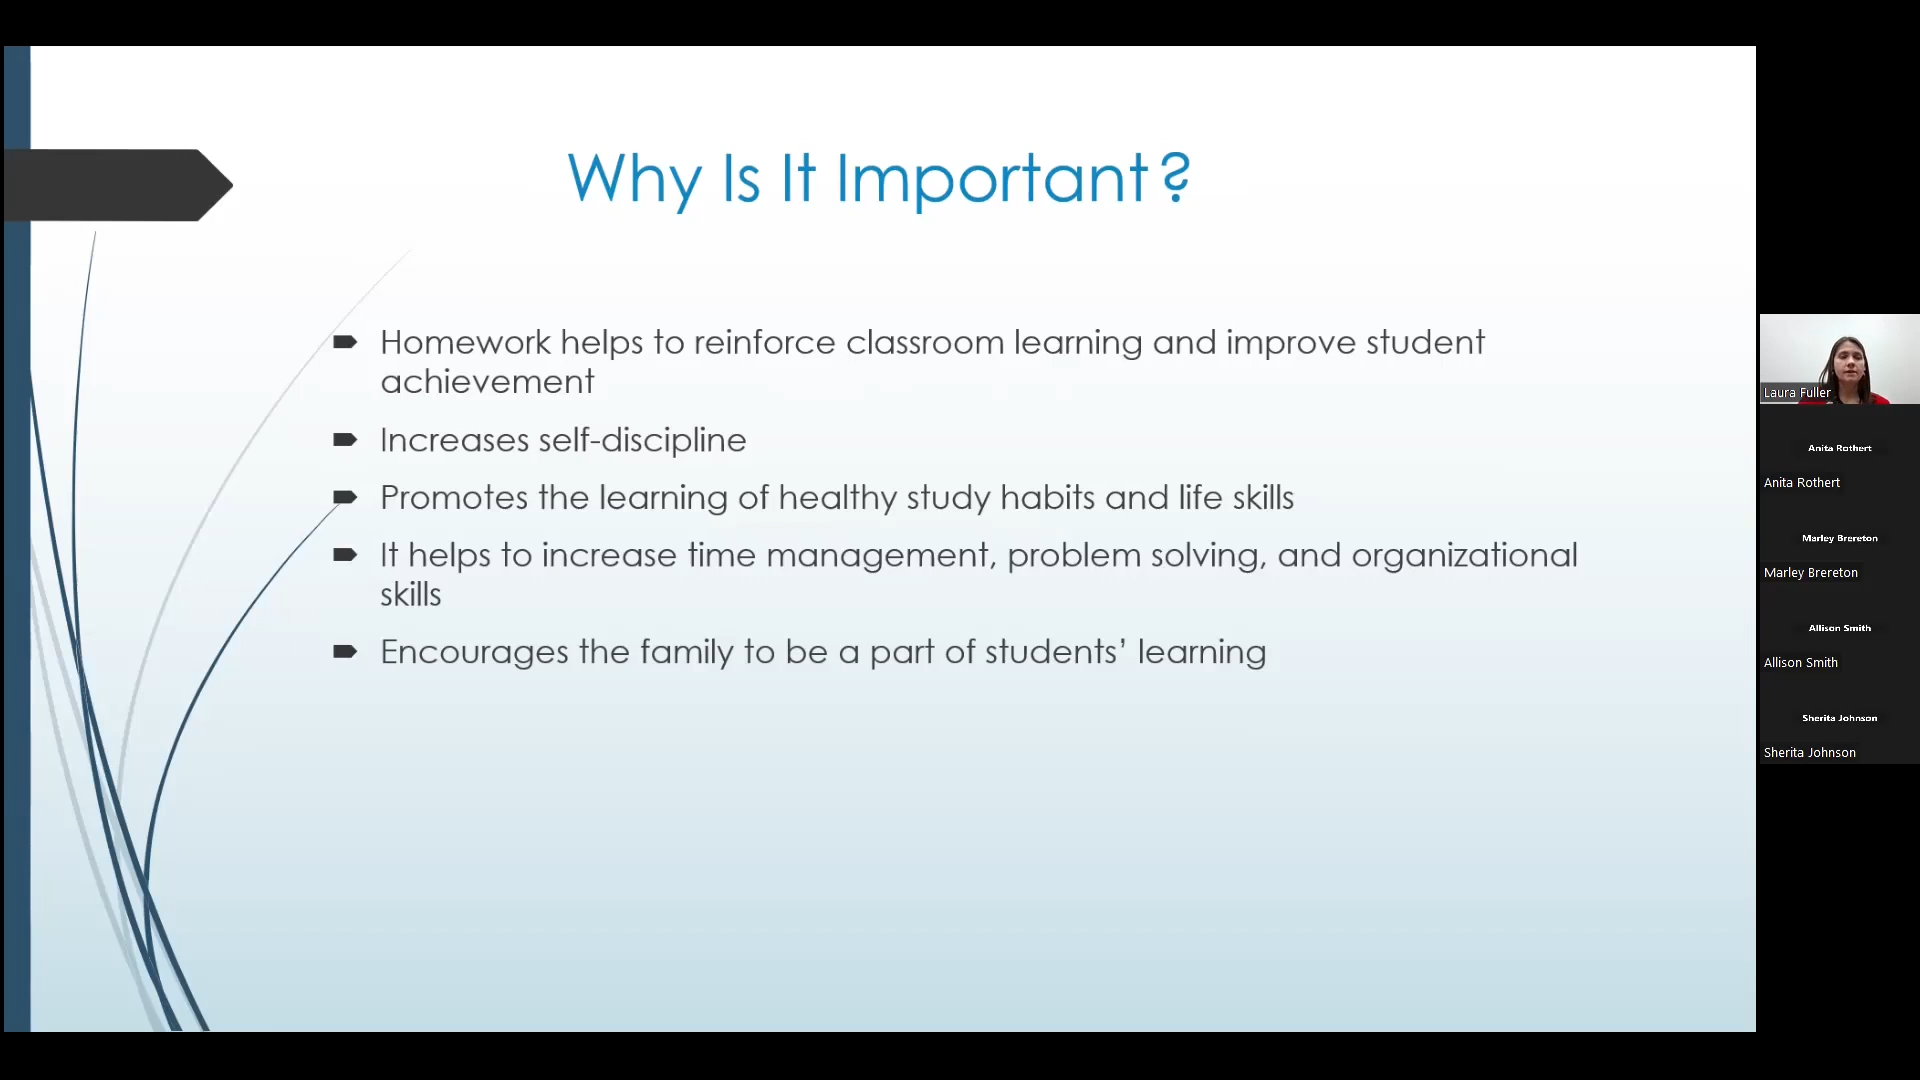 Why Is It Important?
Homework helps to reinforce classroom learning and improve student
achievement
Increases self-discipline
Promotes the learning of healthy study habits and life skills
It helps to increase time management, problem solving, and organizational
skills
Encourages the family to be a part of students’ learning
Laura Fuller
Anita Rothert
Anita Rothert
Marley Brereton
Marley Brereton
Allison Smith
Allison Smith
Sherita Johnson
Sherita Johnson